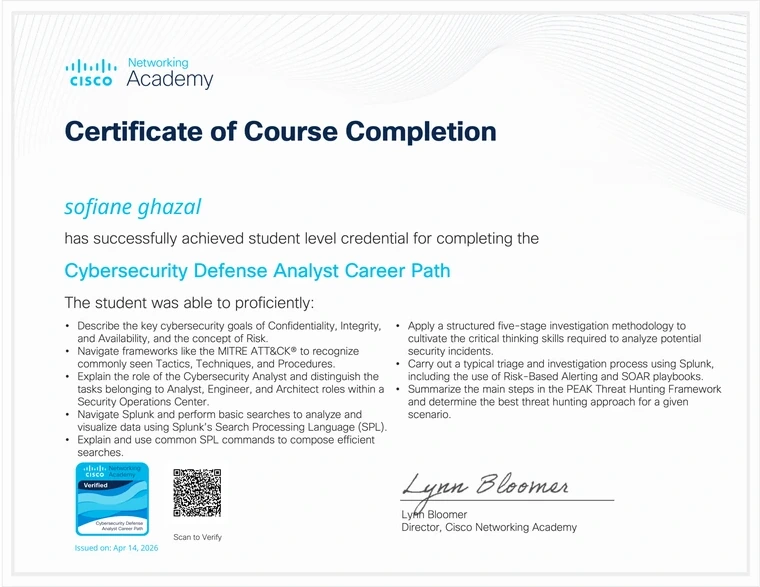 Networking
CISCO Academy
Certificate of Course Completion
sofiane ghazal
has successfully achieved student level credential for completing the
Cybersecurity Defense Analyst Career Path
The student was able to proficiently:
• Describe the key cybersecurity goals of Confidentiality, Integrity,
and Availability, and the concept of Risk.
• Navigate frameworks like the MITRE ATT&CK® to recognize
commonly seen Tactics, Techniques, and Procedures.
• Explain the role of the Cybersecurity Analyst and distinguish the
tasks belonging to Analyst, Engineer, and Architect roles within a
Security Operations Center.
• Navigate Splunk and perform basic searches to analyze and
visualize data using Splunk's Search Processing Language (SPL).
• Explain and use common SPL commands to compose efficient
searches.
• Apply a structured five-stage investigation methodology to
cultivate the critical thinking skills required to analyze potential
security incidents.
• Carry out a typical triage and investigation process using Splunk,
including the use of Risk-Based Alerting and SOAR playbooks.
• Summarize the main steps in the PEAK Threat Hunting Framework
and determine the best threat hunting approach for a given
scenario.
Networking
CISCO Academy
Verified
Cybersecurity Defense
Analyst Career Path
Issued on: Apr 14, 2026
Scan to Verify
Lynn Bloomer
Lynn Bloomer
Director, Cisco Networking Academy